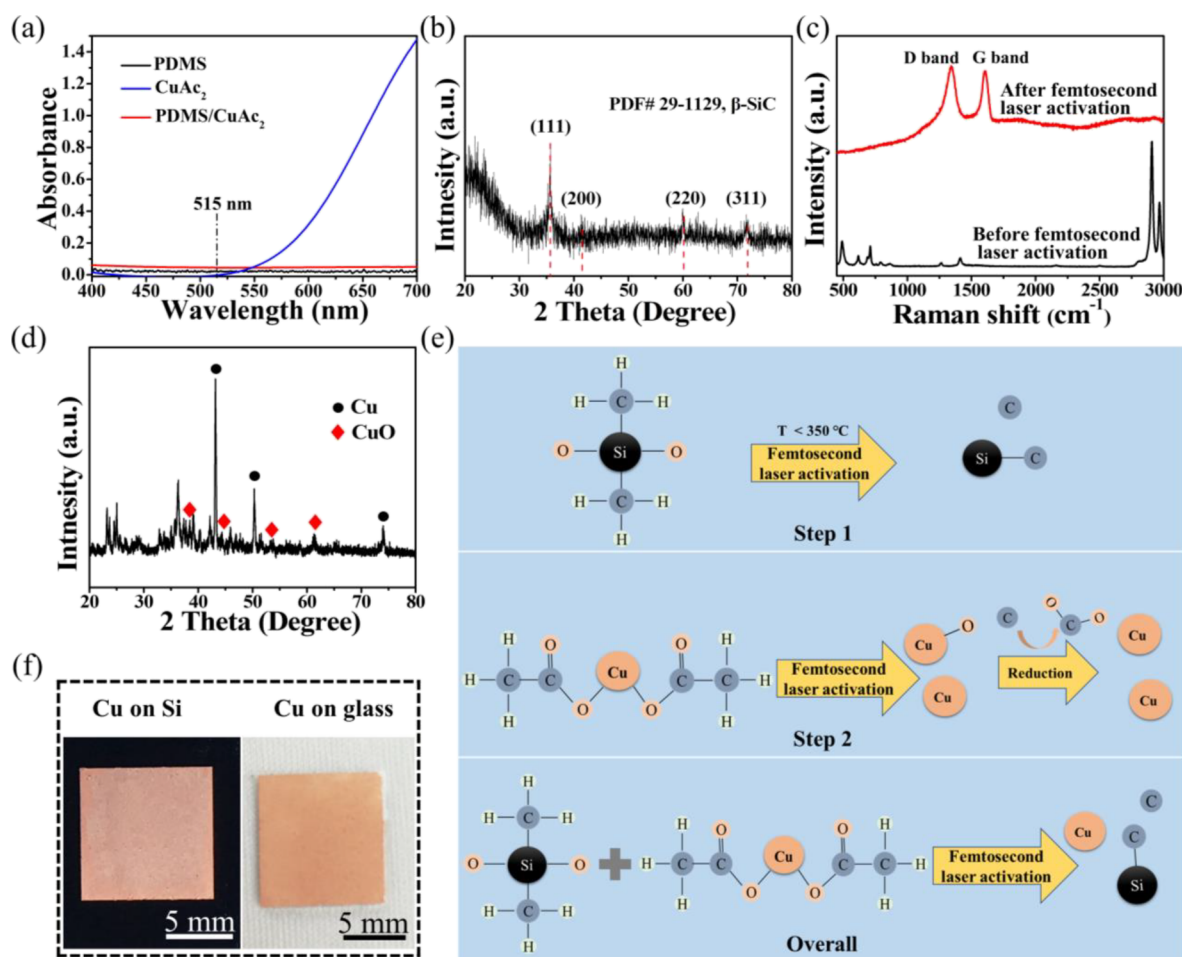 (a)
1.4
1.2
1.0
0.8
0.6
0.4
0.2
0.0
Absorbance
PDMS
CuAc₂
PDMS/CuAc₂
515 nm
400 450 500 550 600 650 700
Wavelength (nm)
(b)
Intnesity (a.u.)
PDF# 29-1129, β-SiC
(111)
(200)
(220)
(311)
20 30 40 50 60 70 80
2 Theta (Degree)
(c)
Intensity (a.u.)
D band
G band
After femtosecond
laser activation
Before femtosecond
laser activation
500 1000 1500 2000 2500 3000
Raman shift (cm⁻¹)
(d)
Intnesity (a.u.)
Cu
CuO
20 30 40 50 60 70 80
2 Theta (Degree)
(e)
H
H C H
O Si O
H C H
H
T < 350 °C
Femtosecond
laser activation
C
Si C
Step 1
H O O H
H C C Cu C C H
H O O H
Femtosecond
laser activation
Cu O
Cu
C O C O
Reduction
Cu
Cu
Step 2
H
H C H
O Si O
H C H
H
H O O H
H C C Cu C C H
H O O H
Femtosecond
laser activation
C
Cu C
Si
Overall
(f)
Cu on Si
Cu on glass
5 mm
5 mm